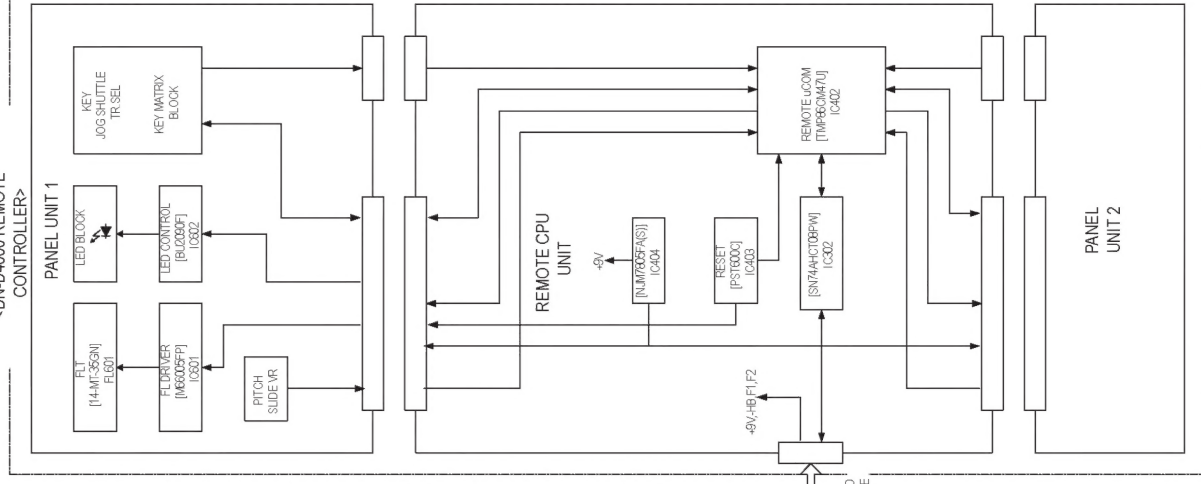 CONTROLLER>
PANEL UNIT 1
KEY
JOG SHUTTLE
TR SEL
KEY MATRIX
BLOCK
LED BLOCK
LED CONTROL
[BU2090F]
IC602
FLT
[14-MT-35GN]
FL601
FL DRIVER
[M66005FP]
IC601
PITCH
SLIDE VR
REMOTE CPU
UNIT
REMOTE uCOM
[TMP86CM47U]
IC402
+9V
[NJM7805FA(S)]
IC404
RESET
[PST600C]
IC403
[SN74AHCT08PW]
IC302
+9V,-HB,F1,F2
PANEL
UNIT 2